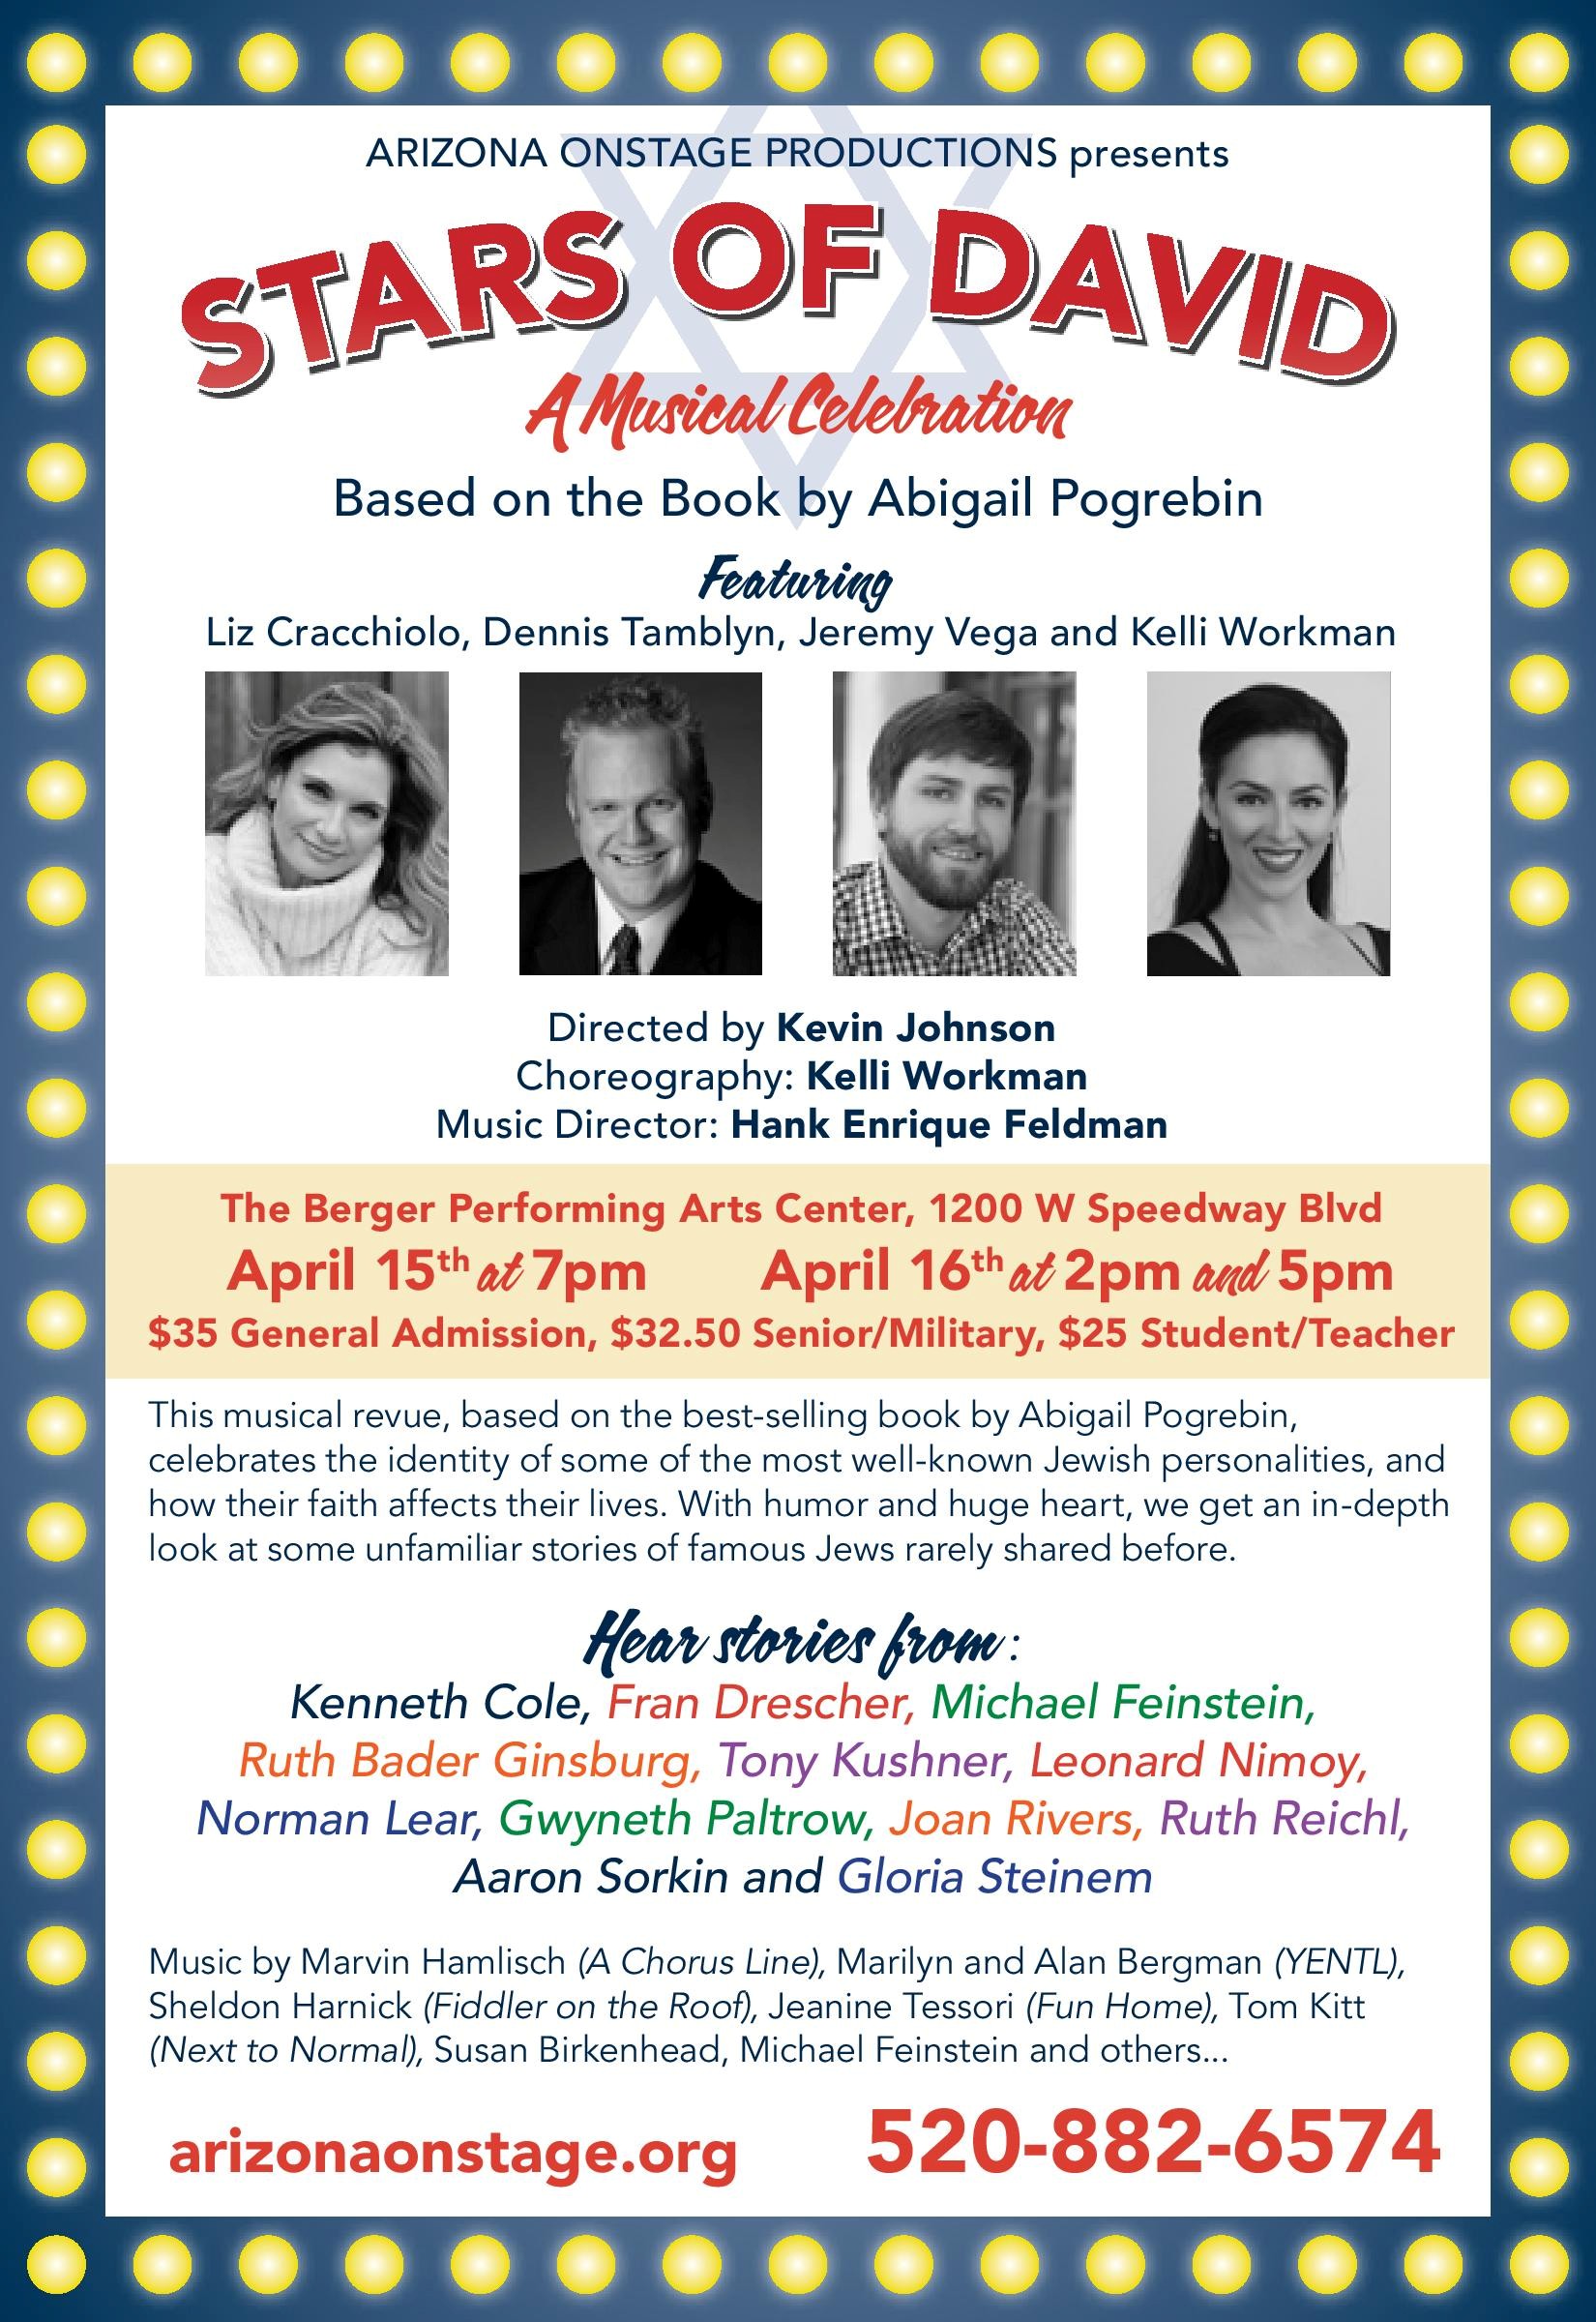 ARIZONA ONSTAGE PRODUCTIONS presents
STARS OF DAVID
A Musical Celebration
Based on the Book by Abigail Pogrebin
Featuring
Liz Cracchiolo, Dennis Tamblyn, Jeremy Vega and Kelli Workman
Directed by Kevin Johnson
Choreography: Kelli Workman
Music Director: Hank Enrique Feldman
The Berger Performing Arts Center, 1200 W Speedway Blvd
April 15th at 7pm April 16th at 2pm and 5pm
$35 General Admission, $32.50 Senior/Military, $25 Student/Teacher
This musical revue, based on the best-selling book by Abigail Pogrebin,
celebrates the identity of some of the most well-known Jewish personalities, and
how their faith affects their lives. With humor and huge heart, we get an in-depth
look at some unfamiliar stories of famous Jews rarely shared before.
Hear stories from:
Kenneth Cole, Fran Drescher, Michael Feinstein,
Ruth Bader Ginsburg, Tony Kushner, Leonard Nimoy,
Norman Lear, Gwyneth Paltrow, Joan Rivers, Ruth Reichl,
Aaron Sorkin and Gloria Steinem
Music by Marvin Hamlisch (A Chorus Line), Marilyn and Alan Bergman (YENTL),
Sheldon Harnick (Fiddler on the Roof), Jeanine Tessori (Fun Home), Tom Kitt
(Next to Normal), Susan Birkenhead, Michael Feinstein and others...
arizonaonstage.org 520-882-6574